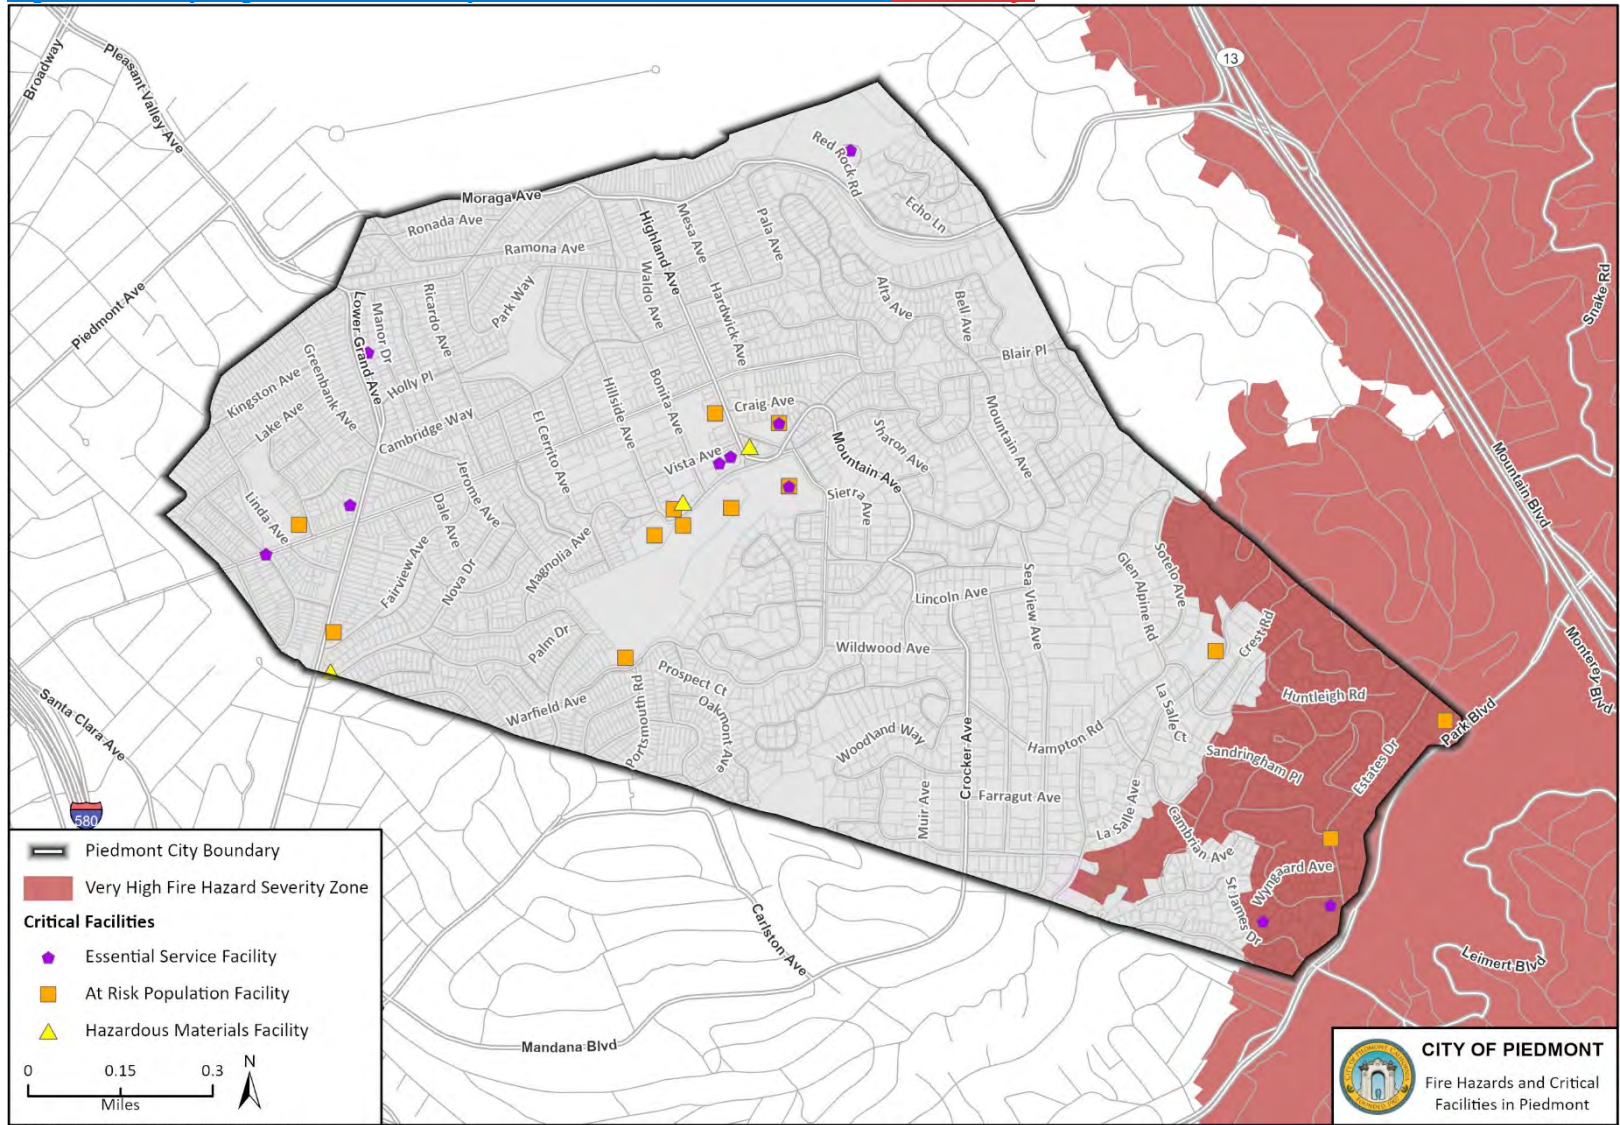 Broadway
Pleasant Valley Ave
13
Red Rock Rd
Echo Ln
Moraga Ave
Ronada Ave
Ramona Ave
Highland Ave
Mesa Ave
Pala Ave
Waldo Ave
Hardwick Ave
Alta Ave
Bell Ave
Snake Rd
Piedmont Ave
Lower Grand Ave
Manor Dr
Ricardo Ave
Park Way
Blair Pl
Kingston Ave
Greenbank Ave
Holly Pl
Lake Ave
Cambridge Way
El Cerrito Ave
Hillside Ave
Bonita Ave
Craig Ave
Vista Ave
Mountain Ave
Sharon Ave
Mountain Ave
Mountain Blvd
Linda Ave
Jerome Ave
Dale Ave
Sierra Ave
Fairview Ave
Nova Dr
Magnolia Ave
Lincoln Ave
Sea View Ave
Glen Alpine Rd
Sotelo Ave
Crest Rd
Palm Dr
Wildwood Ave
Monterey Blvd
Prospect Ct
Santa Clara Ave
Warfield Ave
Portsmouth Rd
Oakmont Ave
Woodland Way
Crocker Ave
Hampton Rd
La Salle Ct
Huntleigh Rd
Park Blvd
Sandringham Pl
Estates Dr
Muir Ave
Farragut Ave
La Salle Ave
Cambrian Ave
580
Wyngaard Ave
St James Dr
Carlston Ave
Leimert Blvd
Mandana Blvd
Piedmont City Boundary
Very High Fire Hazard Severity Zone
Critical Facilities
Essential Service Facility
At Risk Population Facility
Hazardous Materials Facility
0 0.15 0.3
Miles
N
CITY OF PIEDMONT
Fire Hazards and Critical
Facilities in Piedmont